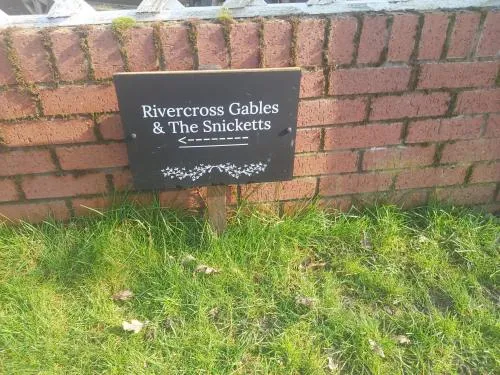 Rivercross Gables
& The Snicketts
<--------